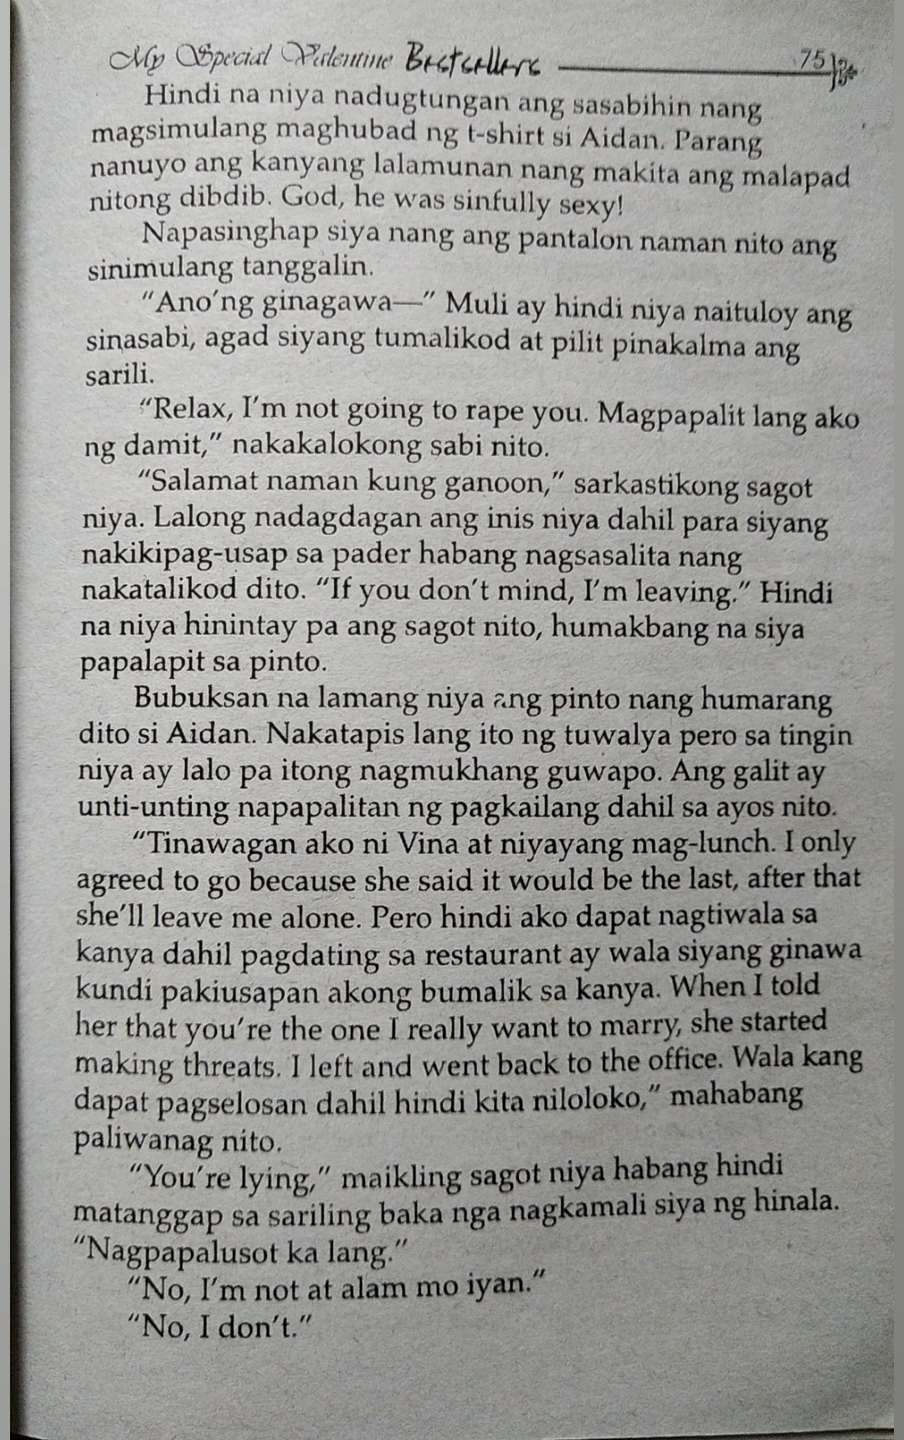 My Special Valentine Bestsellers 75
Hindi na niya nadugtungan ang sasabihin nang
magsimulang maghubad ng t-shirt si Aidan. Parang
nanuyo ang kanyang lalamunan nang makita ang malapad
nitong dibdib. God, he was sinfully sexy!
Napasinghap siya nang ang pantalon naman nito ang
sinimulang tanggalin.
“Ano’ng ginagawa—” Muli ay hindi niya naituloy ang
sinasabi, agad siyang tumalikod at pilit pinakalma ang
sarili.
“Relax, I’m not going to rape you. Magpapalit lang ako
ng damit,” nakakalokong sabi nito.
“Salamat naman kung ganoon,” sarkastikong sagot
niya. Lalong nadagdagan ang inis niya dahil para siyang
nakikipag-usap sa pader habang nagsasalita nang
nakatalikod dito. “If you don’t mind, I’m leaving.” Hindi
na niya hinintay pa ang sagot nito, humakbang na siya
papalapit sa pinto.
Bubuksan na lamang niya ang pinto nang humarang
dito si Aidan. Nakatapis lang ito ng tuwalya pero sa tingin
niya ay lalo pa itong nagmukhang guwapo. Ang galit ay
unti-unting napapalitan ng pagkailang dahil sa ayos nito.
“Tinawagan ako ni Vina at niyayang mag-lunch. I only
agreed to go because she said it would be the last, after that
she’ll leave me alone. Pero hindi ako dapat nagtiwala sa
kanya dahil pagdating sa restaurant ay wala siyang ginawa
kundi pakiusapan akong bumalik sa kanya. When I told
her that you’re the one I really want to marry, she started
making threats. I left and went back to the office. Wala kang
dapat pagselosan dahil hindi kita niloloko,” mahabang
paliwanag nito.
“You’re lying,” maikling sagot niya habang hindi
matanggap sa sariling baka nga nagkamali siya ng hinala.
“Nagpapalusot ka lang.”
“No, I’m not at alam mo iyan.”
“No, I don’t.”